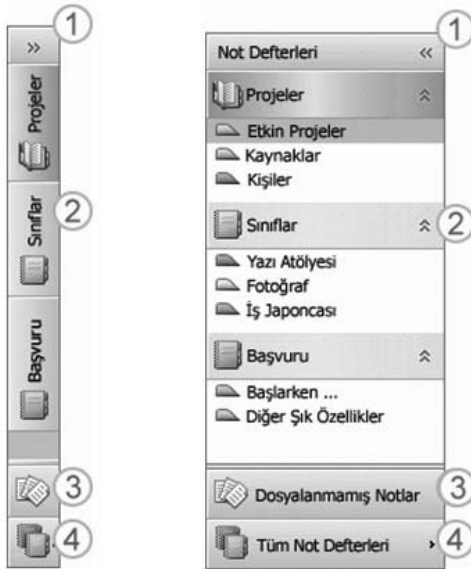 1
»
Projeler
Sınıflar
2
Başvuru
3
4
1
Not Defterleri «
Projeler
Etkin Projeler
Kaynaklar
Kişiler
Sınıflar 2
Yazı Atölyesi
Fotoğraf
İş Japoncası
Başvuru
Başlarken ...
Diğer Şık Özellikler
Dosyalanmamış Notlar 3
Tüm Not Defterleri 4